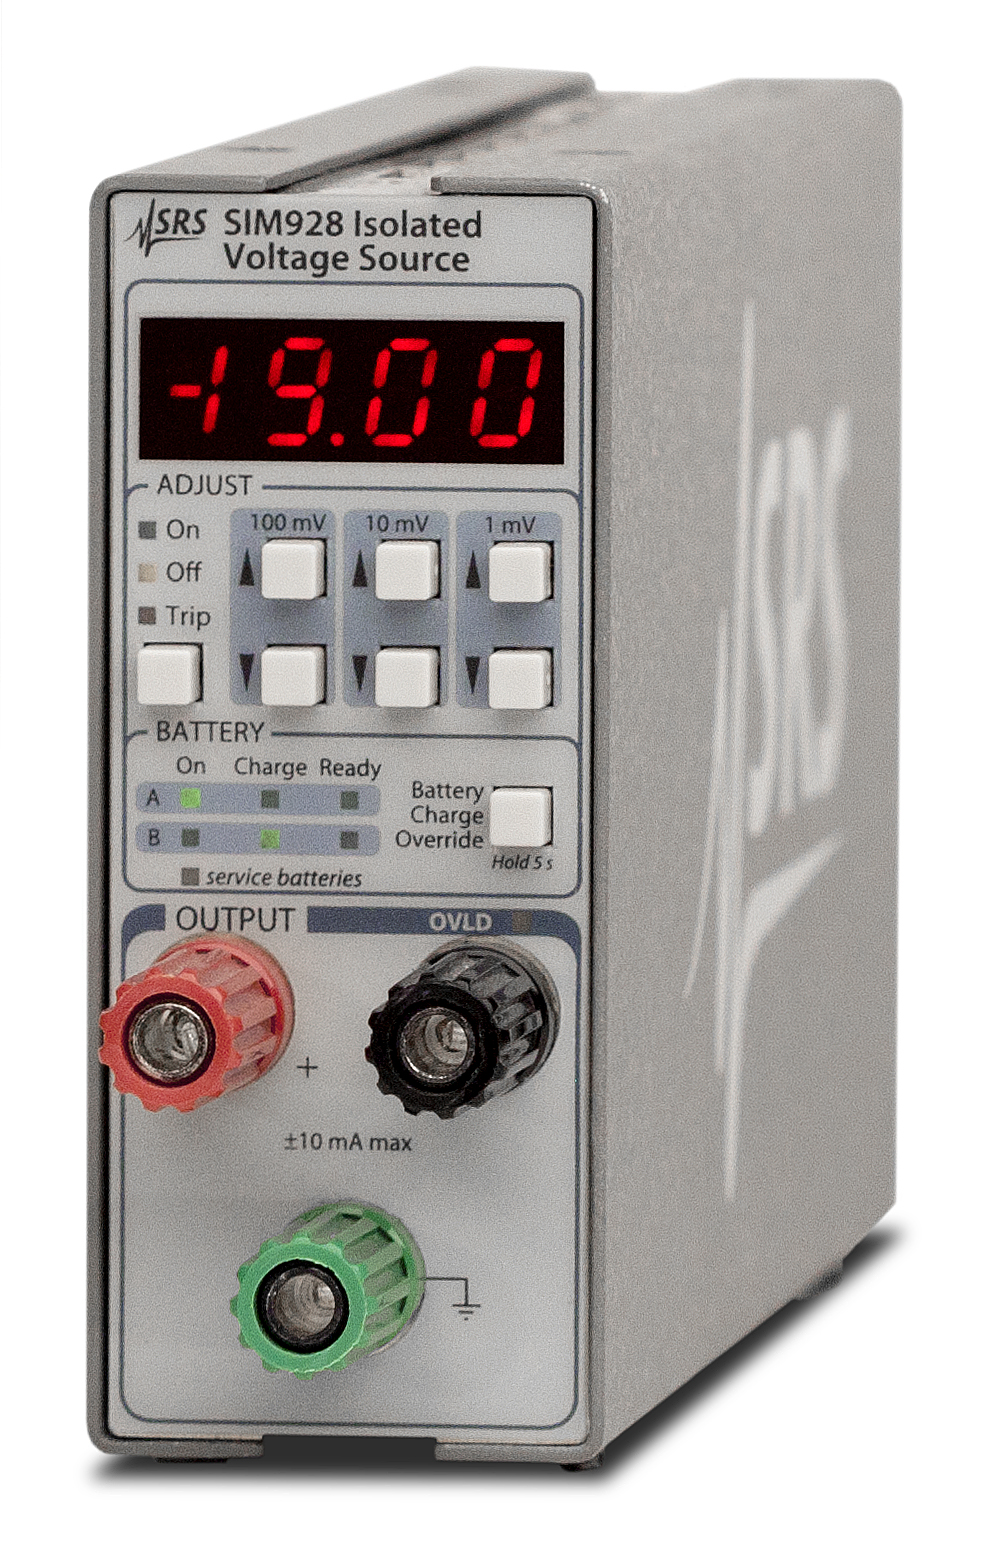 SRS SIM928 Isolated
Voltage Source
-19.00
ADJUST
On
Off
Trip
100 mV
10 mV
1 mV
BATTERY
On Charge Ready
A
B
Battery
Charge
Override
Hold 5 s
service batteries
OUTPUT
OVLD
+
±10 mA max
SRS